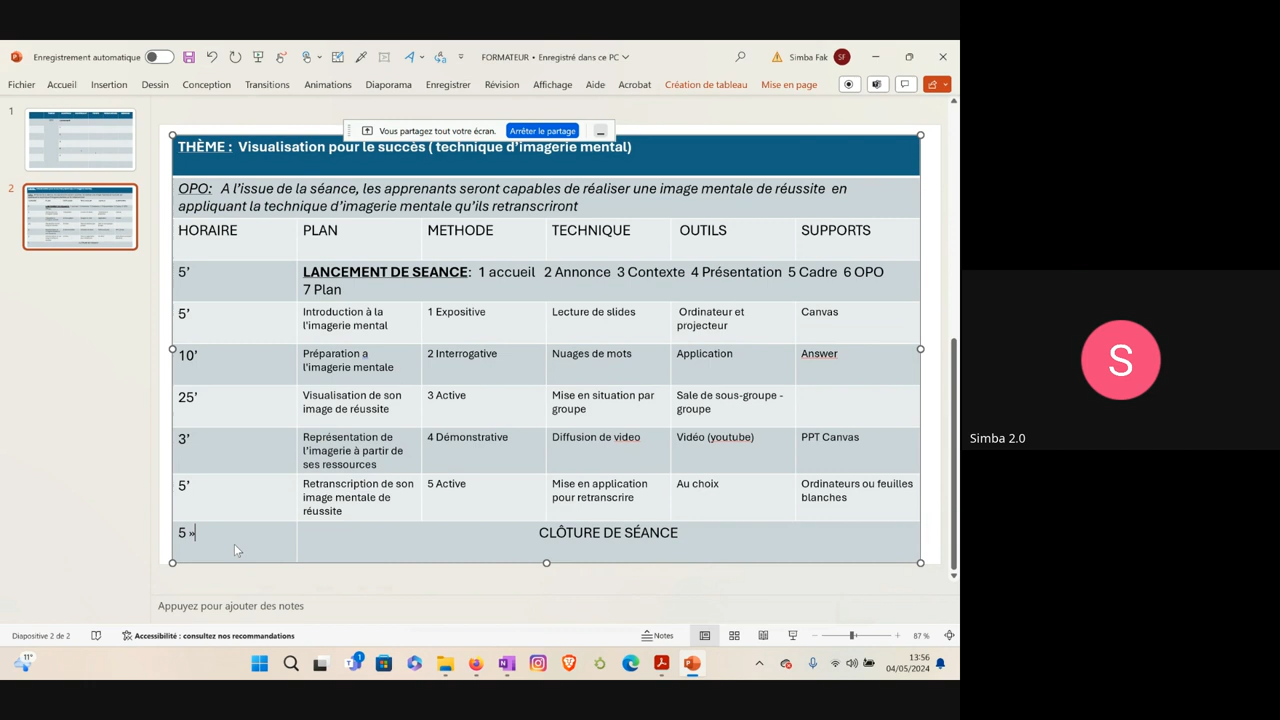 Enregistrement automatique
FORMATEUR • Enregistré dans ce PC
Simba Fak
SF
Fichier Accueil Insertion Dessin Conception Transitions Animations Diaporama Enregistrer Révision Affichage Aide Acrobat Création de tableau Mise en page
1
2
Vous partagez tout votre écran. Arrêter le partage
THÈME : Visualisation pour le succès ( technique d’imagerie mental)
OPO: A l’issue de la séance, les apprenants seront capables de réaliser une image mentale de réussite en
appliquant la technique d’imagerie mentale qu’ils retranscriront
HORAIRE PLAN METHODE TECHNIQUE OUTILS SUPPORTS
5’ LANCEMENT DE SEANCE: 1 accueil 2 Annonce 3 Contexte 4 Présentation 5 Cadre 6 OPO
7 Plan
5’ Introduction à la 1 Expositive Lecture de slides Ordinateur et Canvas
l’imagerie mental projecteur
10’ Préparation a 2 Interrogative Nuages de mots Application Answer
l’imagerie mentale
25’ Visualisation de son 3 Active Mise en situation par Sale de sous-groupe -
image de réussite groupe groupe
3’ Représentation de 4 Démonstrative Diffusion de video Vidéo (youtube) PPT Canvas
l’imagerie à partir de
ses ressources
5’ Retranscription de son 5 Active Mise en application Au choix Ordinateurs ou feuilles
image mentale de pour retranscrire blanches
réussite
5 » CLÔTURE DE SÉANCE
Appuyez pour ajouter des notes
Diapositive 2 de 2 Accessibilité : consultez nos recommandations Notes 87 %
11°
13:56
04/05/2024
S
Simba 2.0